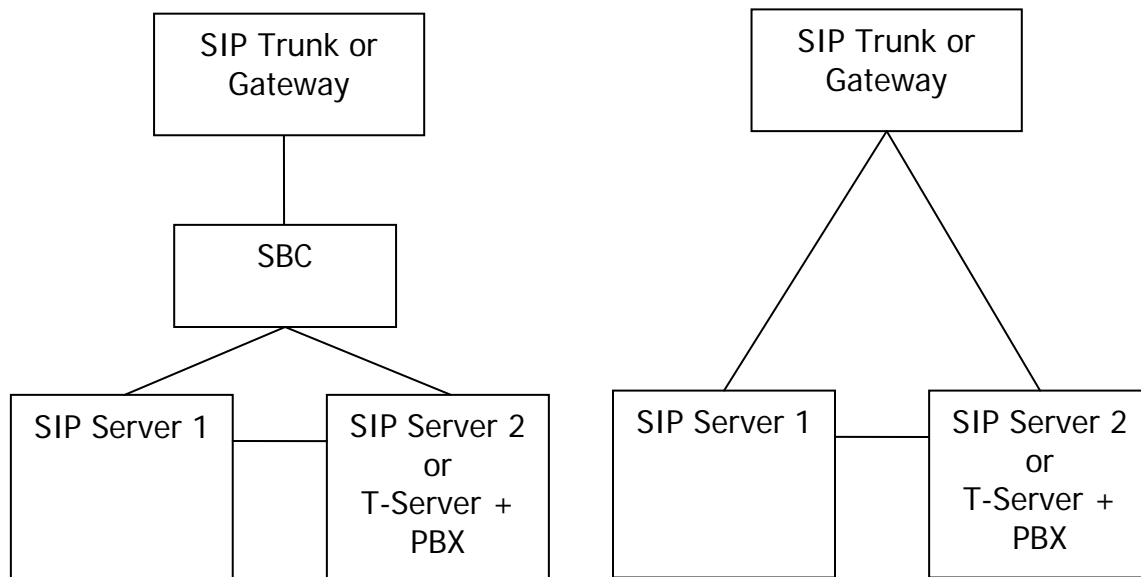 SIP Trunk or
Gateway
SBC
SIP Server 1
SIP Server 2
or
T-Server +
PBX
SIP Trunk or
Gateway
SIP Server 1
SIP Server 2
or
T-Server +
PBX